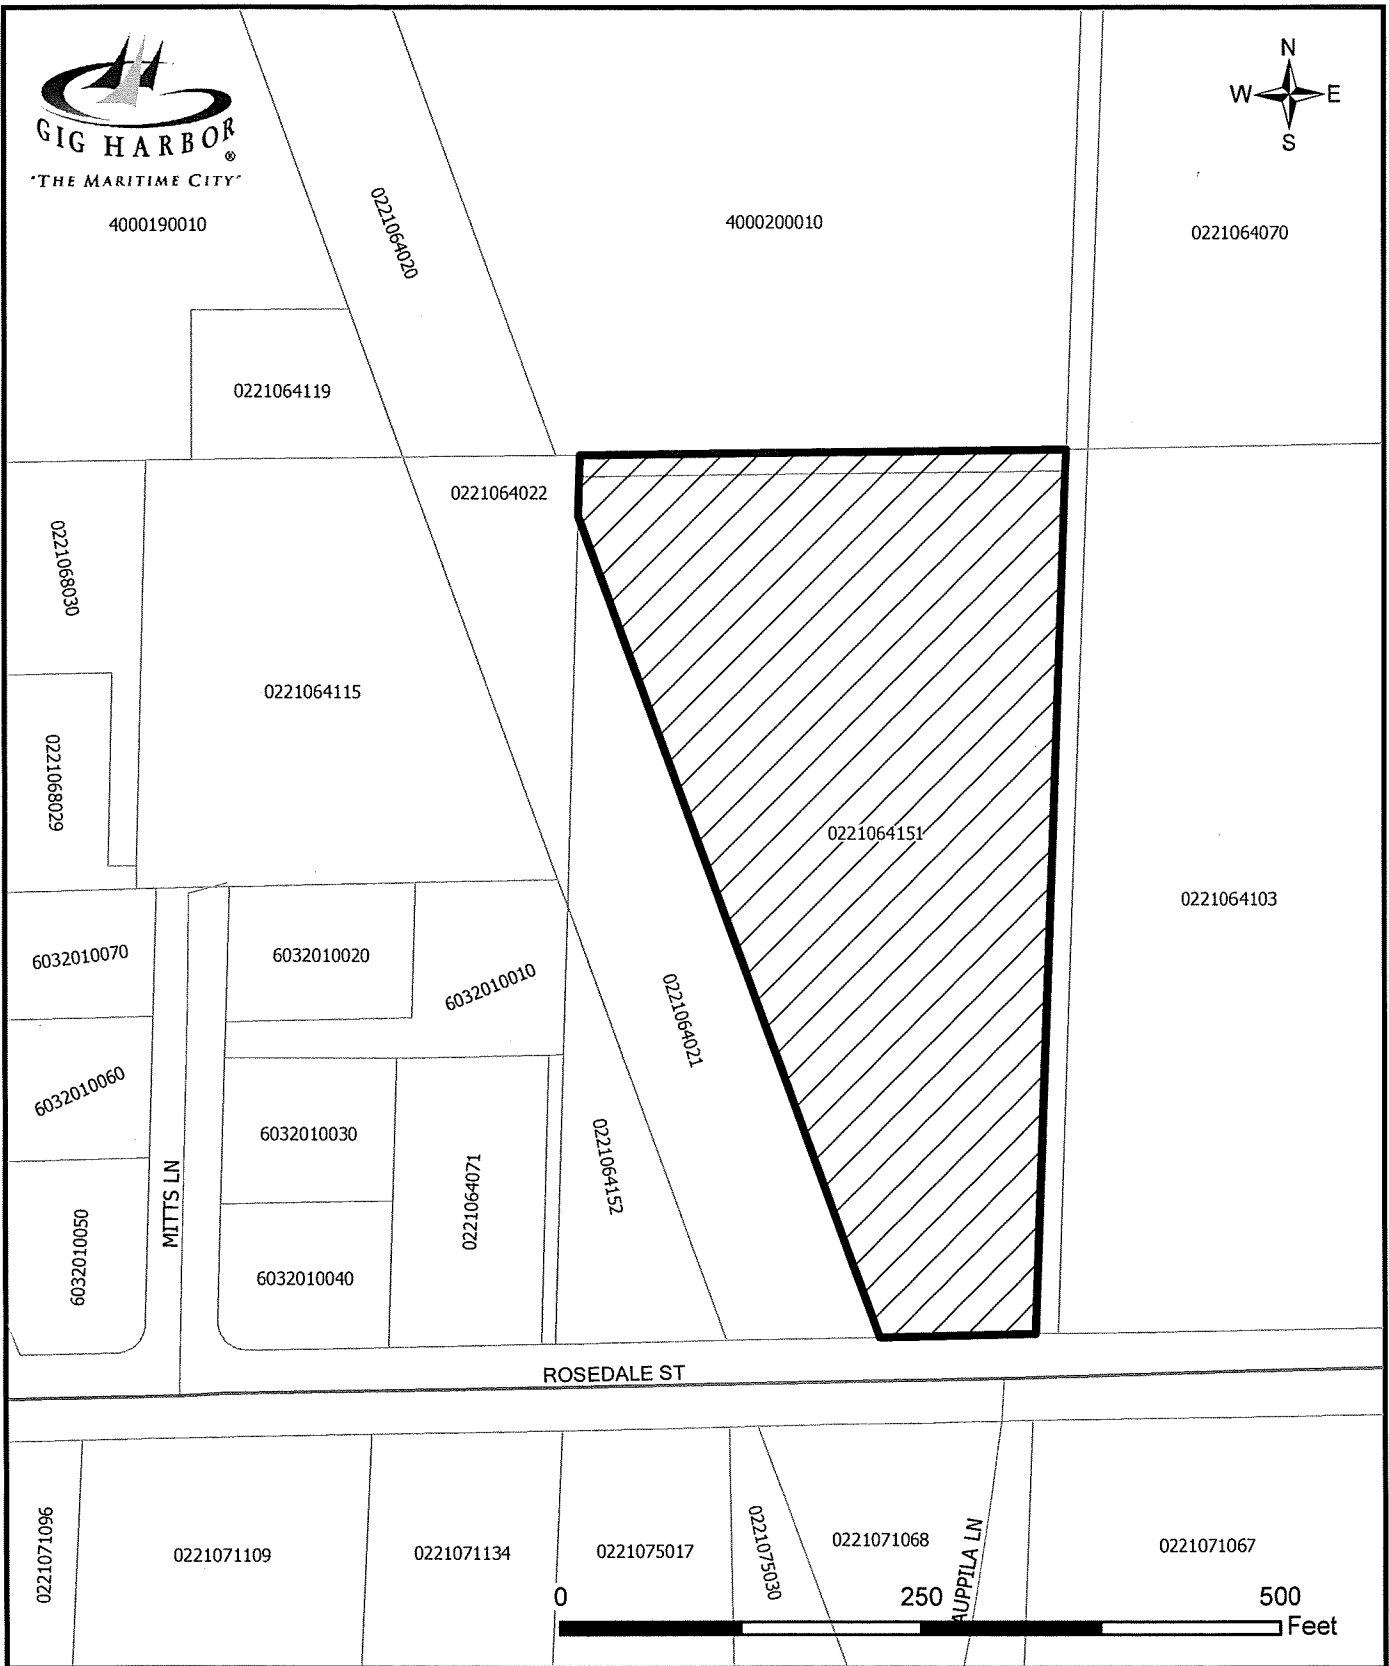 GIG HARBOR
®
"THE MARITIME CITY"
N
W E
S
4000190010
0221064020
4000200010
0221064070
0221064119
0221064022
0221068030
0221064115
0221068029
0221064151
0221064103
6032010070
6032010020
6032010010
0221064021
6032010060
6032010030
0221064071
0221064152
MITTS LN
6032010050
6032010040
ROSEDALE ST
0221071096
0221071109
0221071134
0221075017
0221075030
0221071068
AUPPILA LN
0221071067
0 250 500
Feet